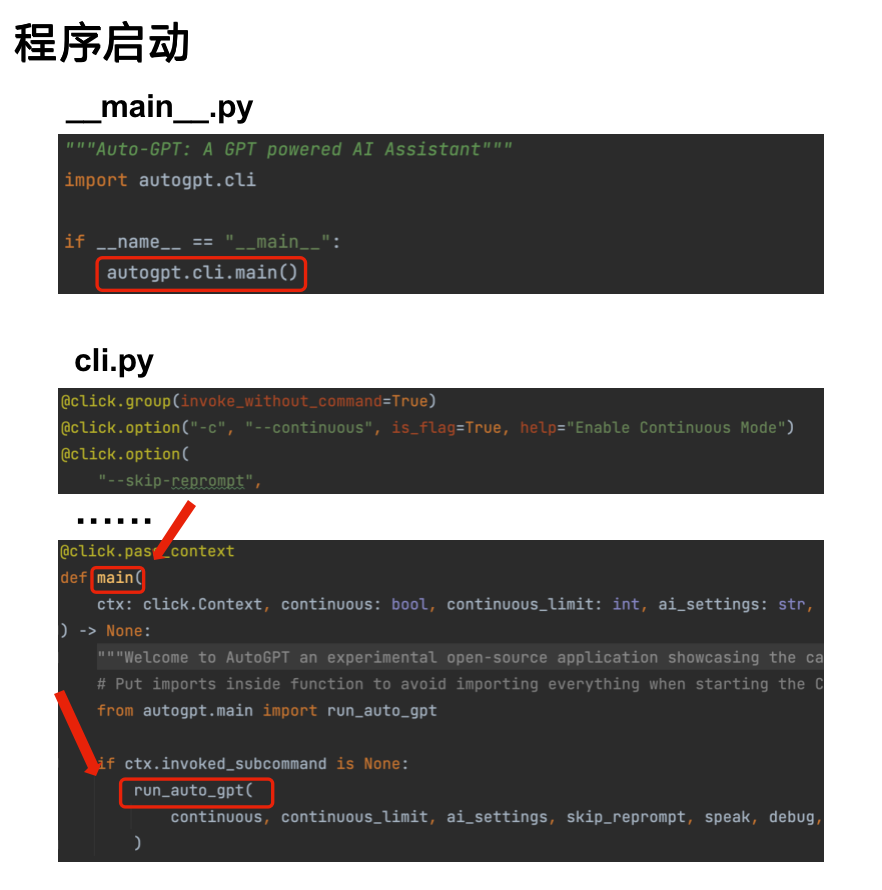 程序启动
__main__.py
"""Auto-GPT: A GPT powered AI Assistant"""
import autogpt.cli
if __name__ == "__main__":
autogpt.cli.main()
cli.py
@click.group(invoke_without_command=True)
@click.option("-c", "--continuous", is_flag=True, help="Enable Continuous Mode")
@click.option(
"--skip-reprompt",
……
@click.pass_context
def main(
ctx: click.Context, continuous: bool, continuous_limit: int, ai_settings: str,
) -> None:
"""Welcome to AutoGPT an experimental open-source application showcasing the ca
# Put imports inside function to avoid importing everything when starting the C
from autogpt.main import run_auto_gpt
if ctx.invoked_subcommand is None:
run_auto_gpt(
continuous, continuous_limit, ai_settings, skip_reprompt, speak, debug,
)